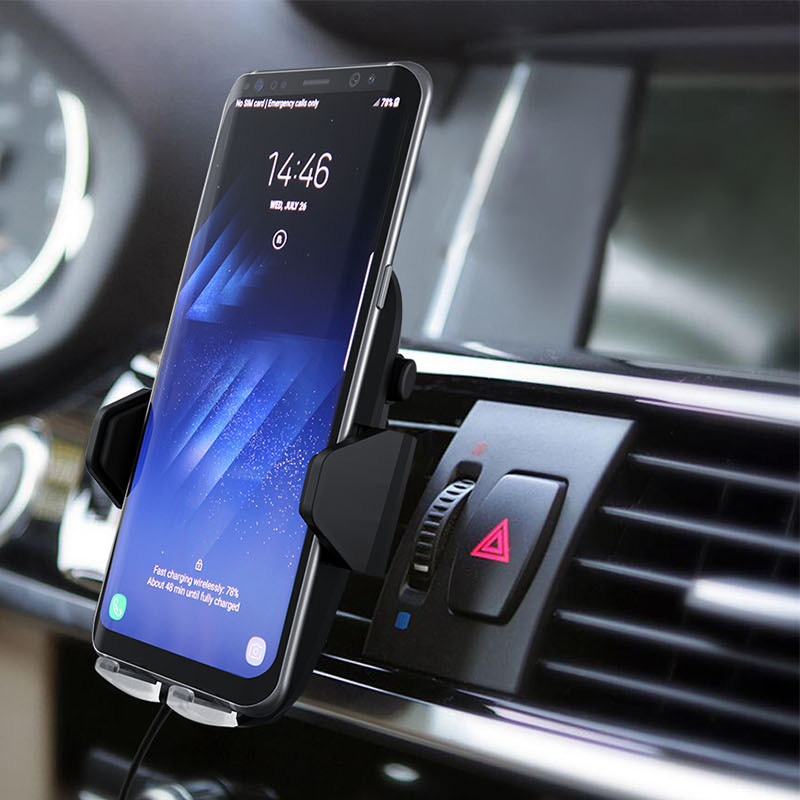 No SIM card | Emergency calls only 78%
14:46
WED, JULY 26
Fast charging wirelessly: 78%
About 48 min until fully charged